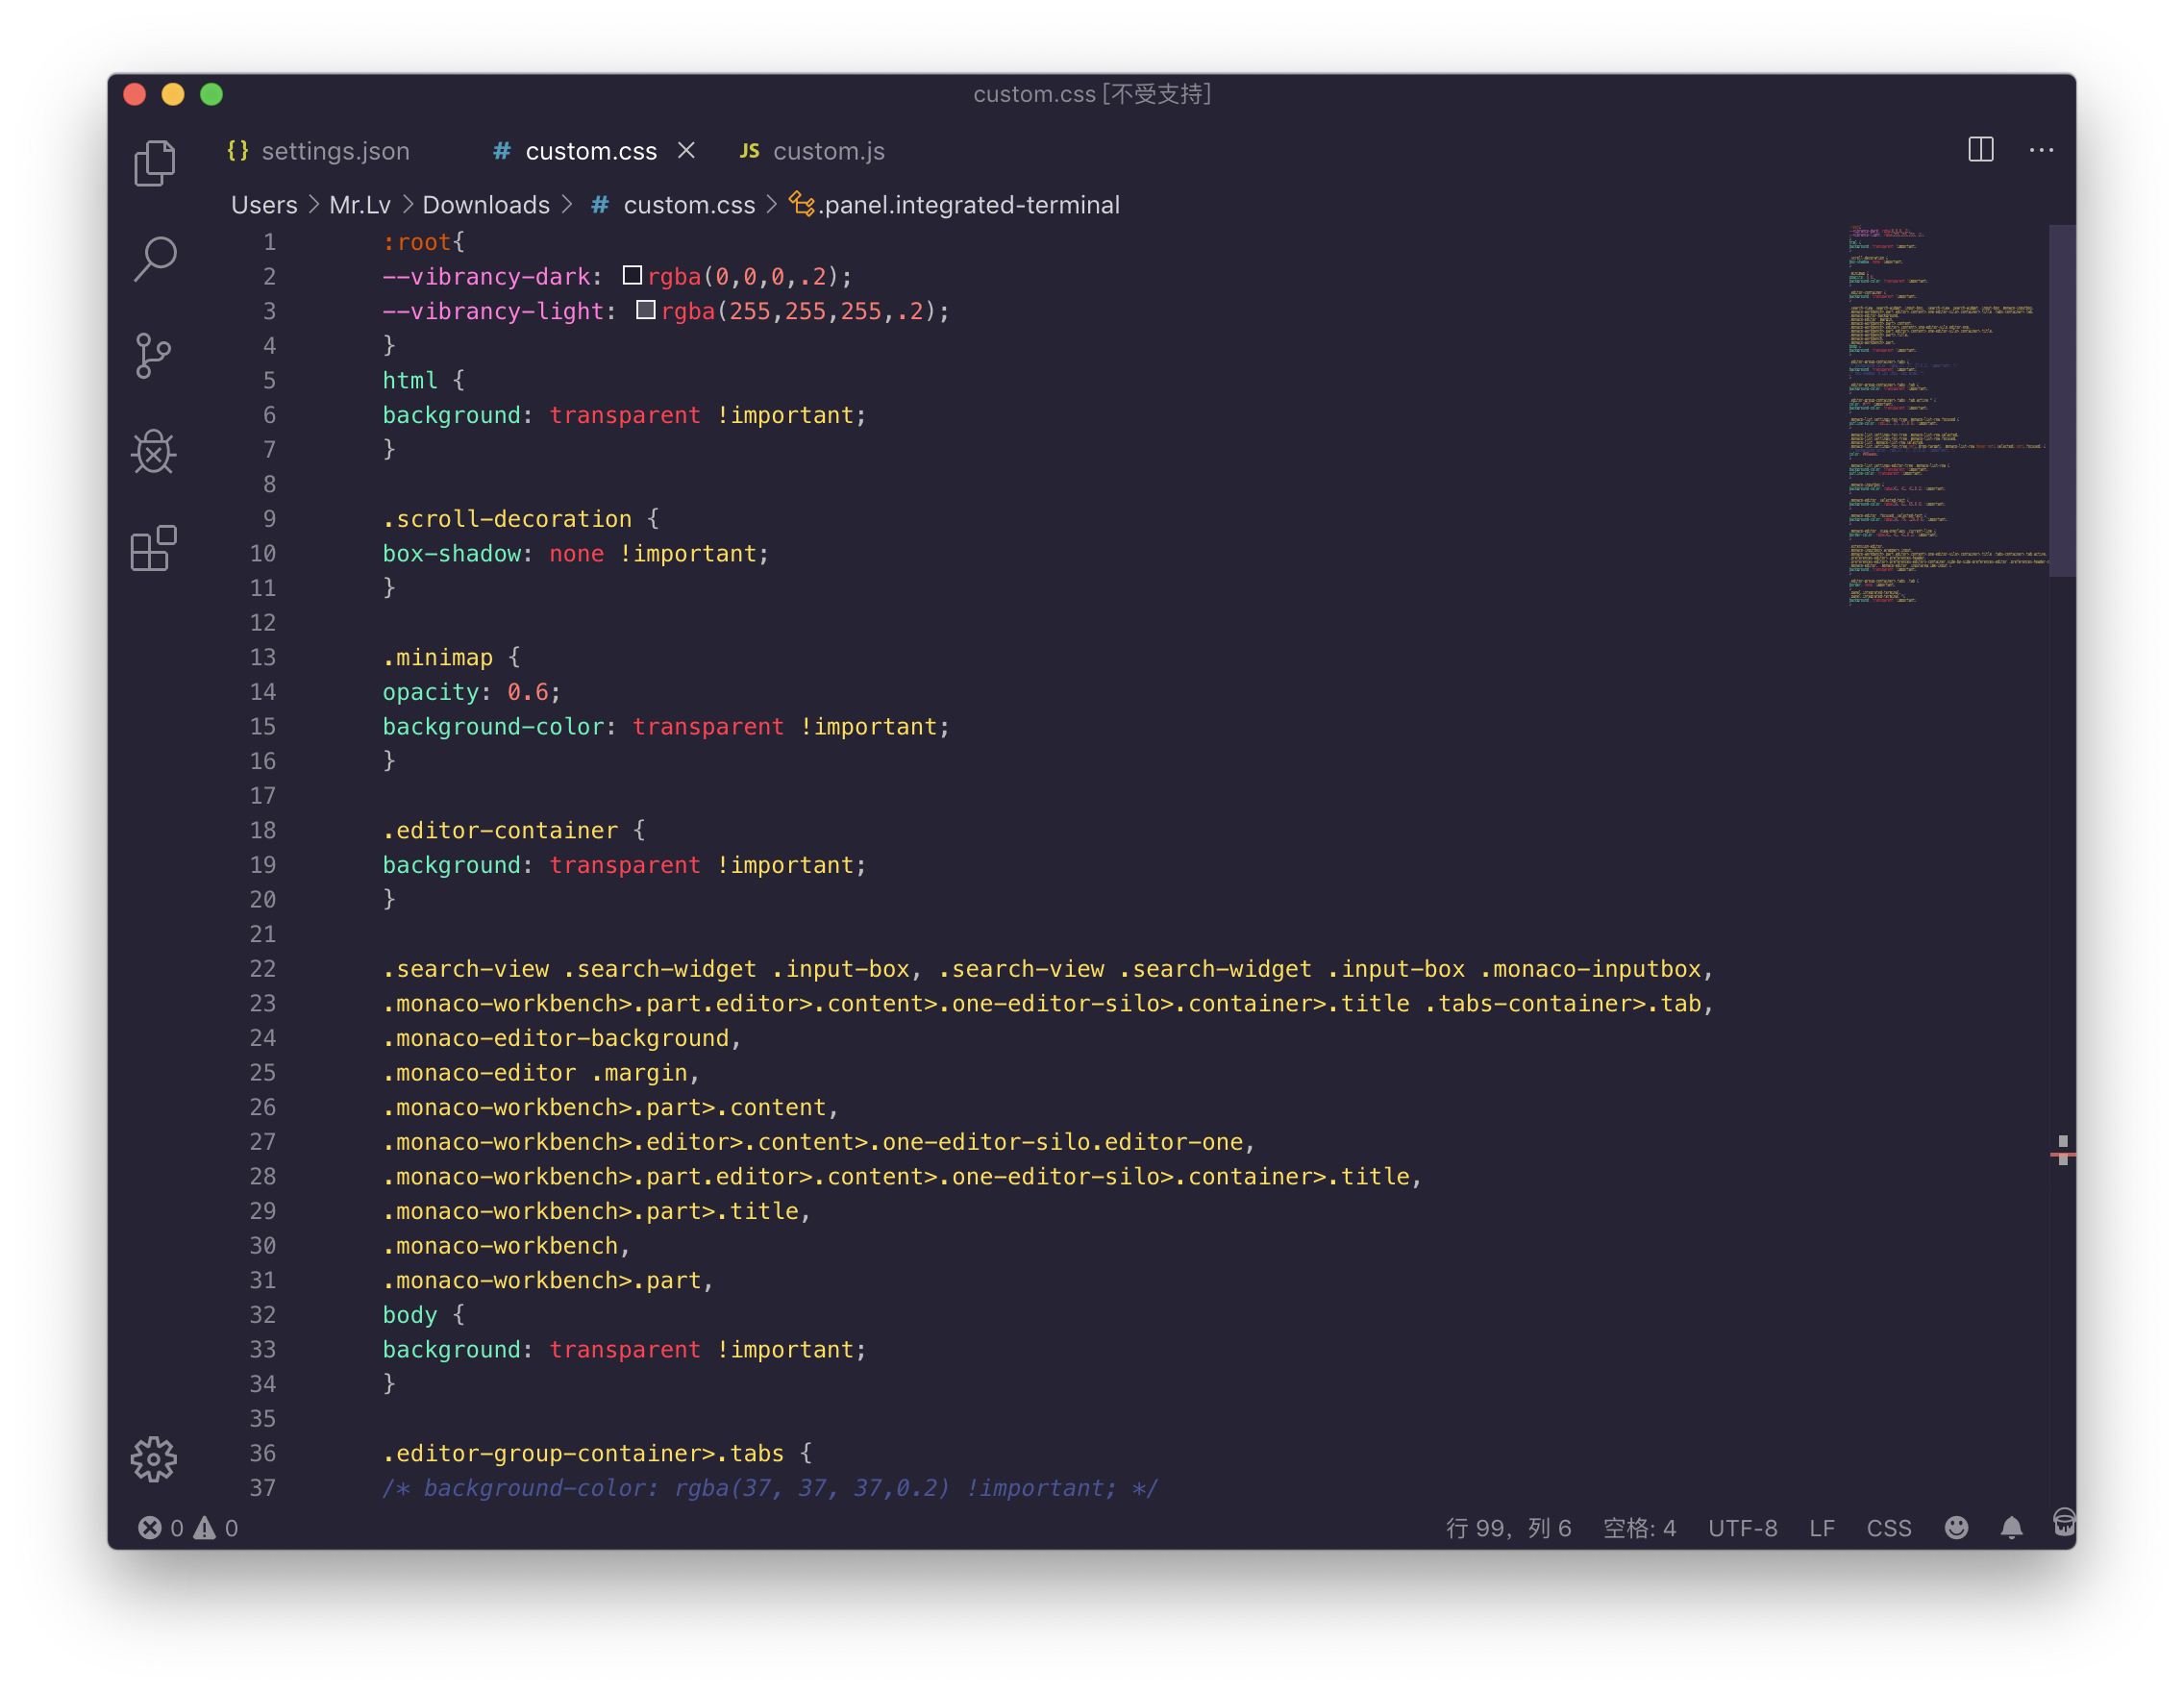 custom.css [不受支持]
{} settings.json # custom.css JS custom.js
Users > Mr.Lv > Downloads > # custom.css > .panel.integrated-terminal
1 :root{
2 --vibrancy-dark: rgba(0,0,0,.2);
3 --vibrancy-light: rgba(255,255,255,.2);
4 }
5 html {
6 background: transparent !important;
7 }
8
9 .scroll-decoration {
10 box-shadow: none !important;
11 }
12
13 .minimap {
14 opacity: 0.6;
15 background-color: transparent !important;
16 }
17
18 .editor-container {
19 background: transparent !important;
20 }
21
22 .search-view .search-widget .input-box, .search-view .search-widget .input-box .monaco-inputbox,
23 .monaco-workbench>.part.editor>.content>.one-editor-silo>.container>.title .tabs-container>.tab,
24 .monaco-editor-background,
25 .monaco-editor .margin,
26 .monaco-workbench>.part>.content,
27 .monaco-workbench>.editor>.content>.one-editor-silo.editor-one,
28 .monaco-workbench>.part.editor>.content>.one-editor-silo>.container>.title,
29 .monaco-workbench>.part>.title,
30 .monaco-workbench,
31 .monaco-workbench>.part,
32 body {
33 background: transparent !important;
34 }
35
36 .editor-group-container>.tabs {
37 /* background-color: rgba(37, 37, 37,0.2) !important; */
0 0 行 99，列 6 空格: 4 UTF-8 LF CSS